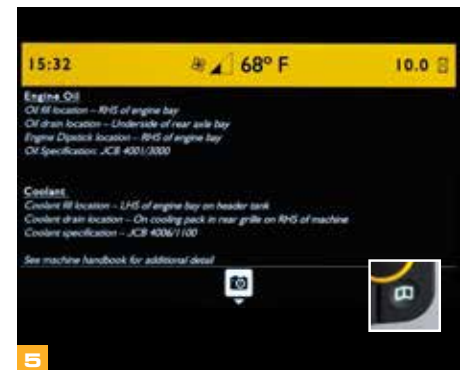 15:32 68° F 10.0
Engine Oil
Oil fill location – RHS of engine bay
Oil drain location – Underside of rear axle bay
Engine Dipstick location – RHS of engine bay
Oil Specification: JCB 4001/3000
Coolant
Coolant fill location – LHS of engine bay on header tank
Coolant drain location – On cooling pack in rear grille on RHS of machine
Coolant specification – JCB 4006/1100
See machine handbook for additional detail
5